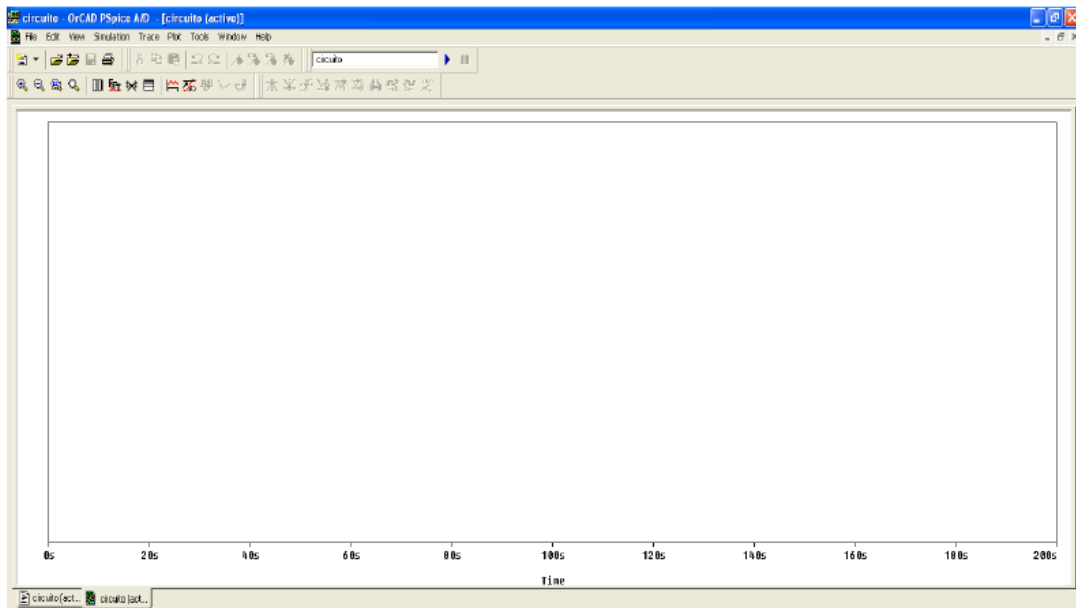 circuito - OrCAD PSpice A/D - [circuito (active)]
File Edit View Simulation Trace Plot Tools Window Help
circuito
0s 20s 40s 60s 80s 100s 120s 140s 160s 180s 200s
Time
circuito (act... circuito (act...